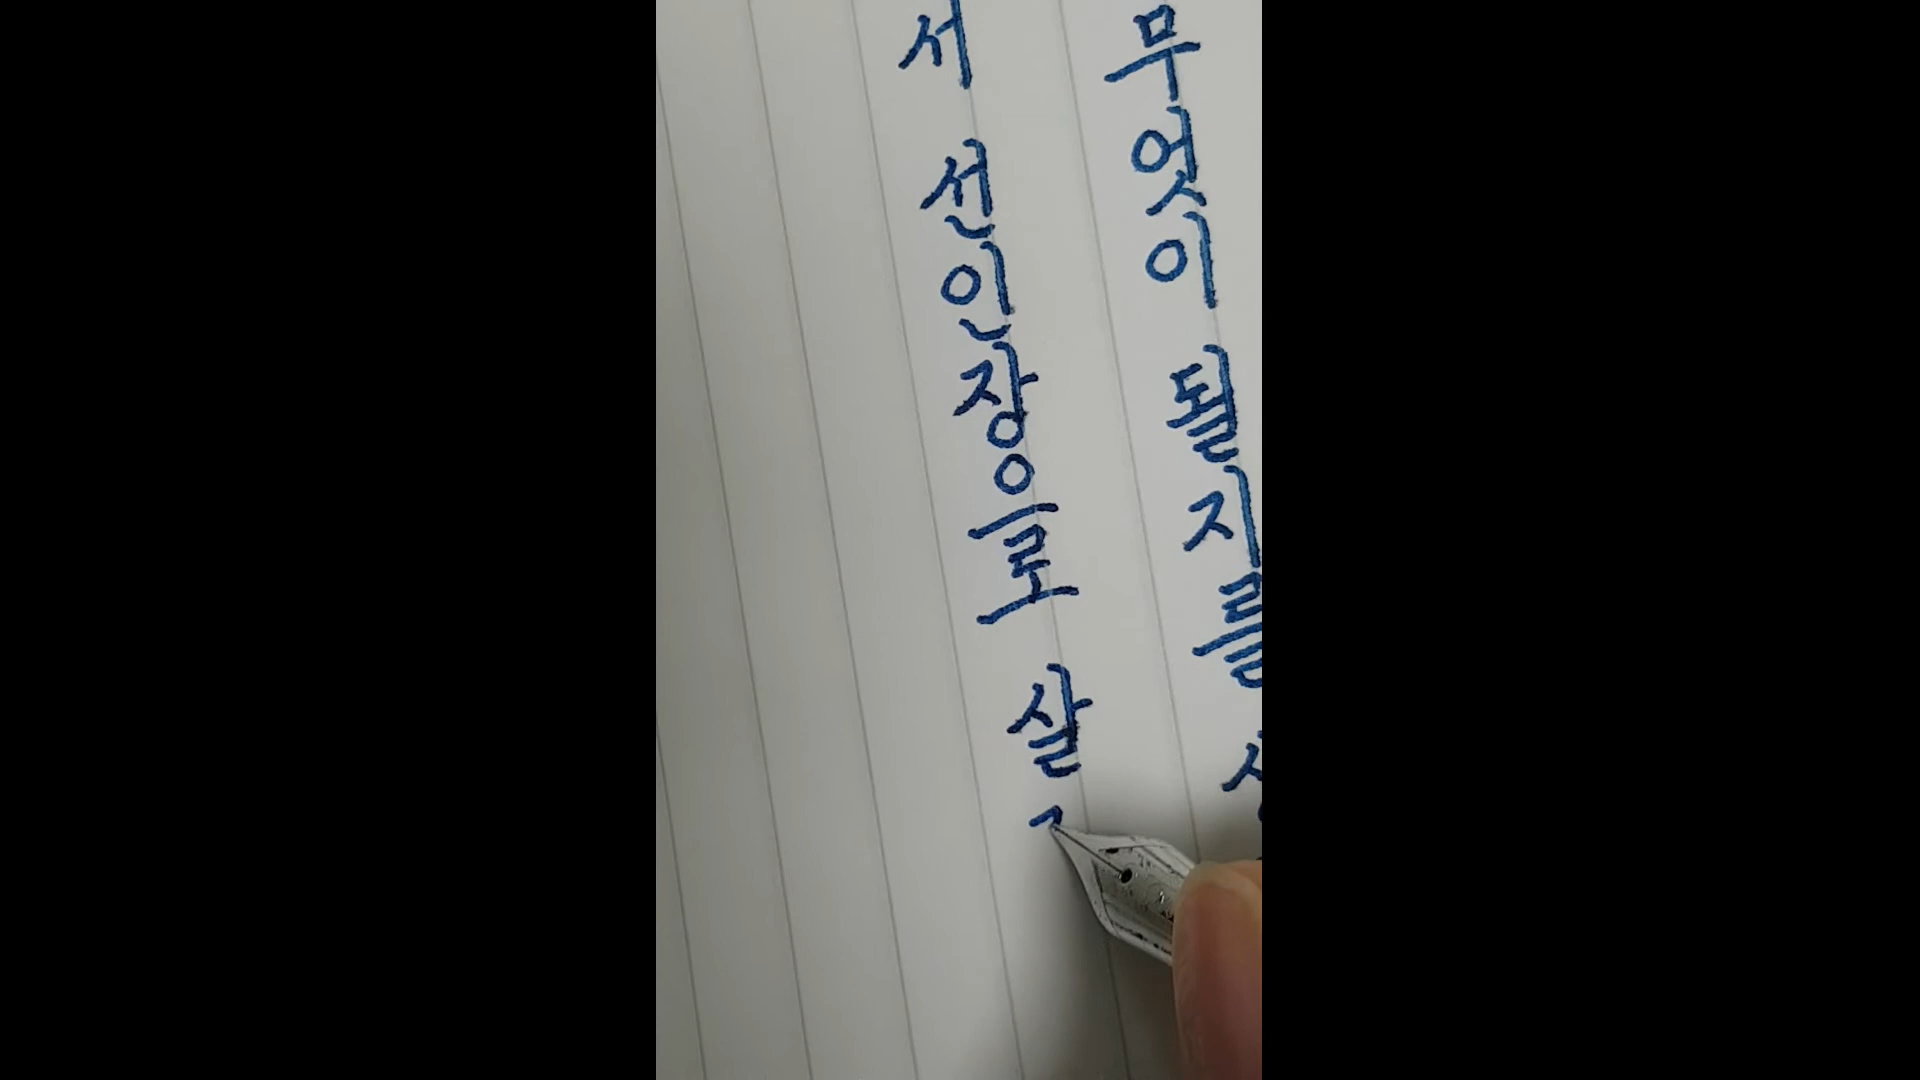 무엇이 될지를
서 선인장으로 살